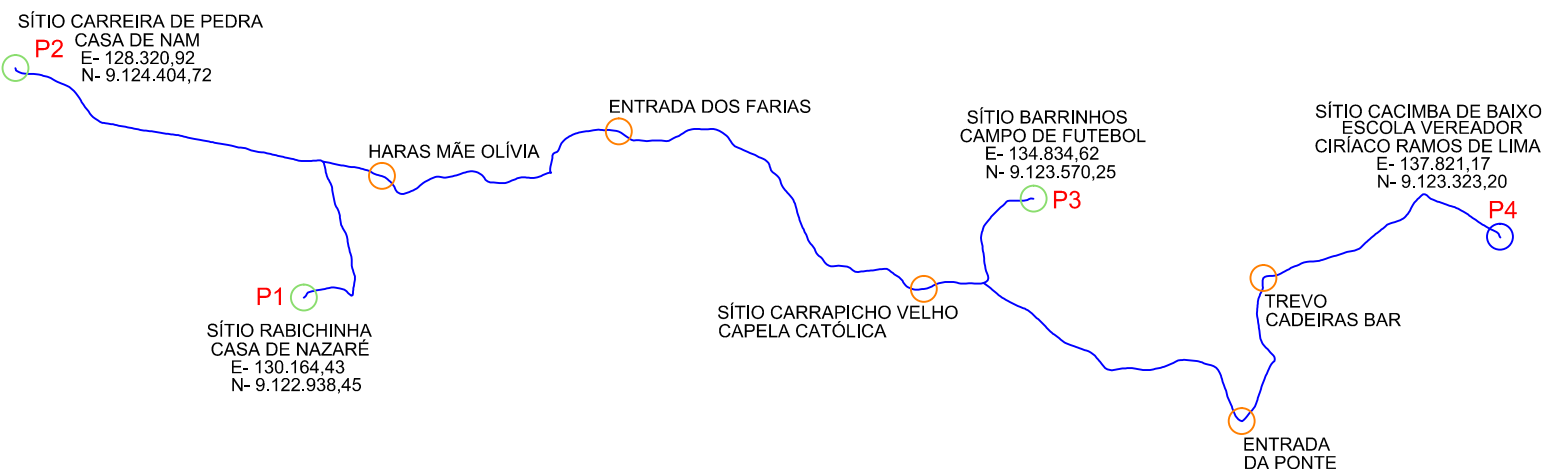 SÍTIO CARREIRA DE PEDRA
CASA DE NAM
P2
E- 128.320,92
N- 9.124.404,72
ENTRADA DOS FARIAS
HARAS MÃE OLÍVIA
SÍTIO BARRINHOS
CAMPO DE FUTEBOL
E- 134.834,62
N- 9.123.570,25
P3
SÍTIO CACIMBA DE BAIXO
ESCOLA VEREADOR
CIRÍACO RAMOS DE LIMA
E- 137.821,17
N- 9.123.323,20
P4
P1
SÍTIO RABICHINHA
CASA DE NAZARÉ
E- 130.164,43
N- 9.122.938,45
SÍTIO CARRAPICHO VELHO
CAPELA CATÓLICA
TREVO
CADEIRAS BAR
ENTRADA
DA PONTE